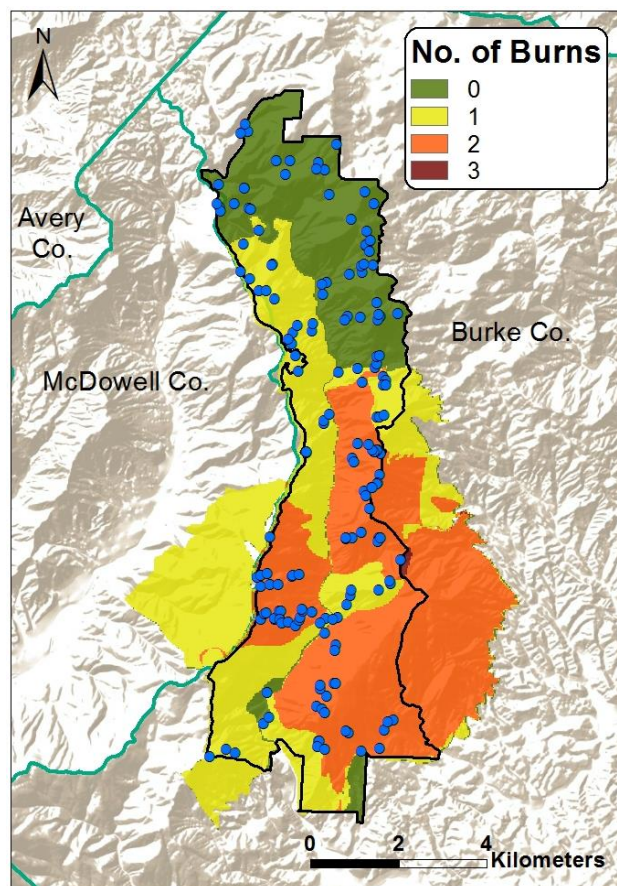 N
No. of Burns
0
1
2
3
Avery
Co.
Burke Co.
McDowell Co.
0 2 4
Kilometers